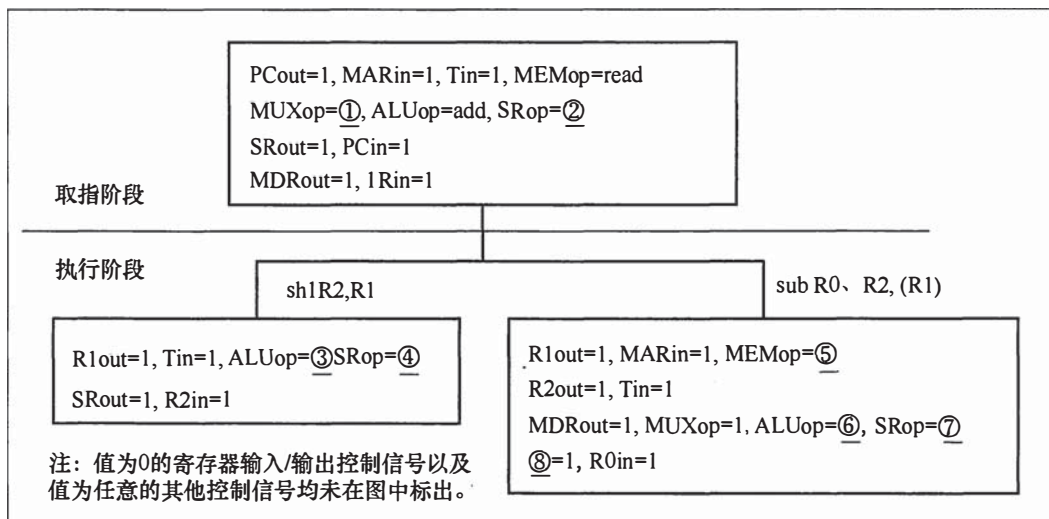 PCout=1, MARin=1, Tin=1, MEMop=read
MUXop=①, ALUop=add, SRop=②
SRout=1, PCin=1
MDRout=1, 1Rin=1
取指阶段
执行阶段
sh1R2,R1
sub R0、R2, (R1)
R1out=1, Tin=1, ALUop=③SRop=④
SRout=1, R2in=1
R1out=1, MARin=1, MEMop=⑤
R2out=1, Tin=1
MDRout=1, MUXop=1, ALUop=⑥, SRop=⑦
⑧=1, R0in=1
注：值为0的寄存器输入/输出控制信号以及
值为任意的其他控制信号均未在图中标出。